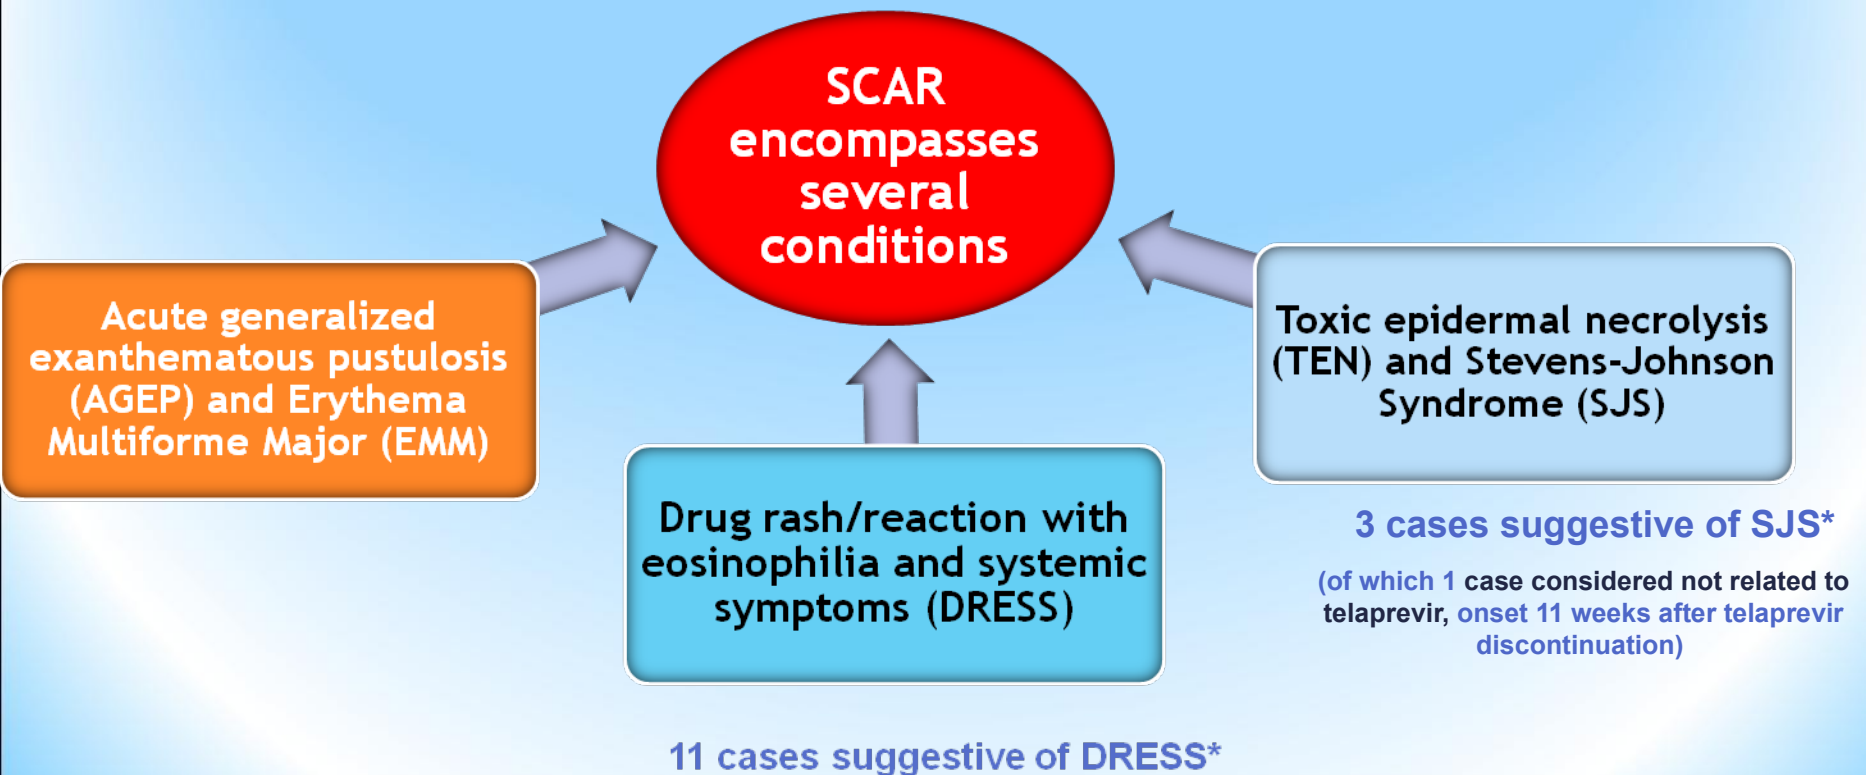 SCAR
encompasses
several
conditions
Acute generalized
exanthematous pustulosis
(AGEP) and Erythema
Multiforme Major (EMM)
Drug rash/reaction with
eosinophilia and systemic
symptoms (DRESS)
Toxic epidermal necrolysis
(TEN) and Stevens-Johnson
Syndrome (SJS)
3 cases suggestive of SJS*
(of which 1 case considered not related to
telaprevir, onset 11 weeks after telaprevir
discontinuation)
11 cases suggestive of DRESS*